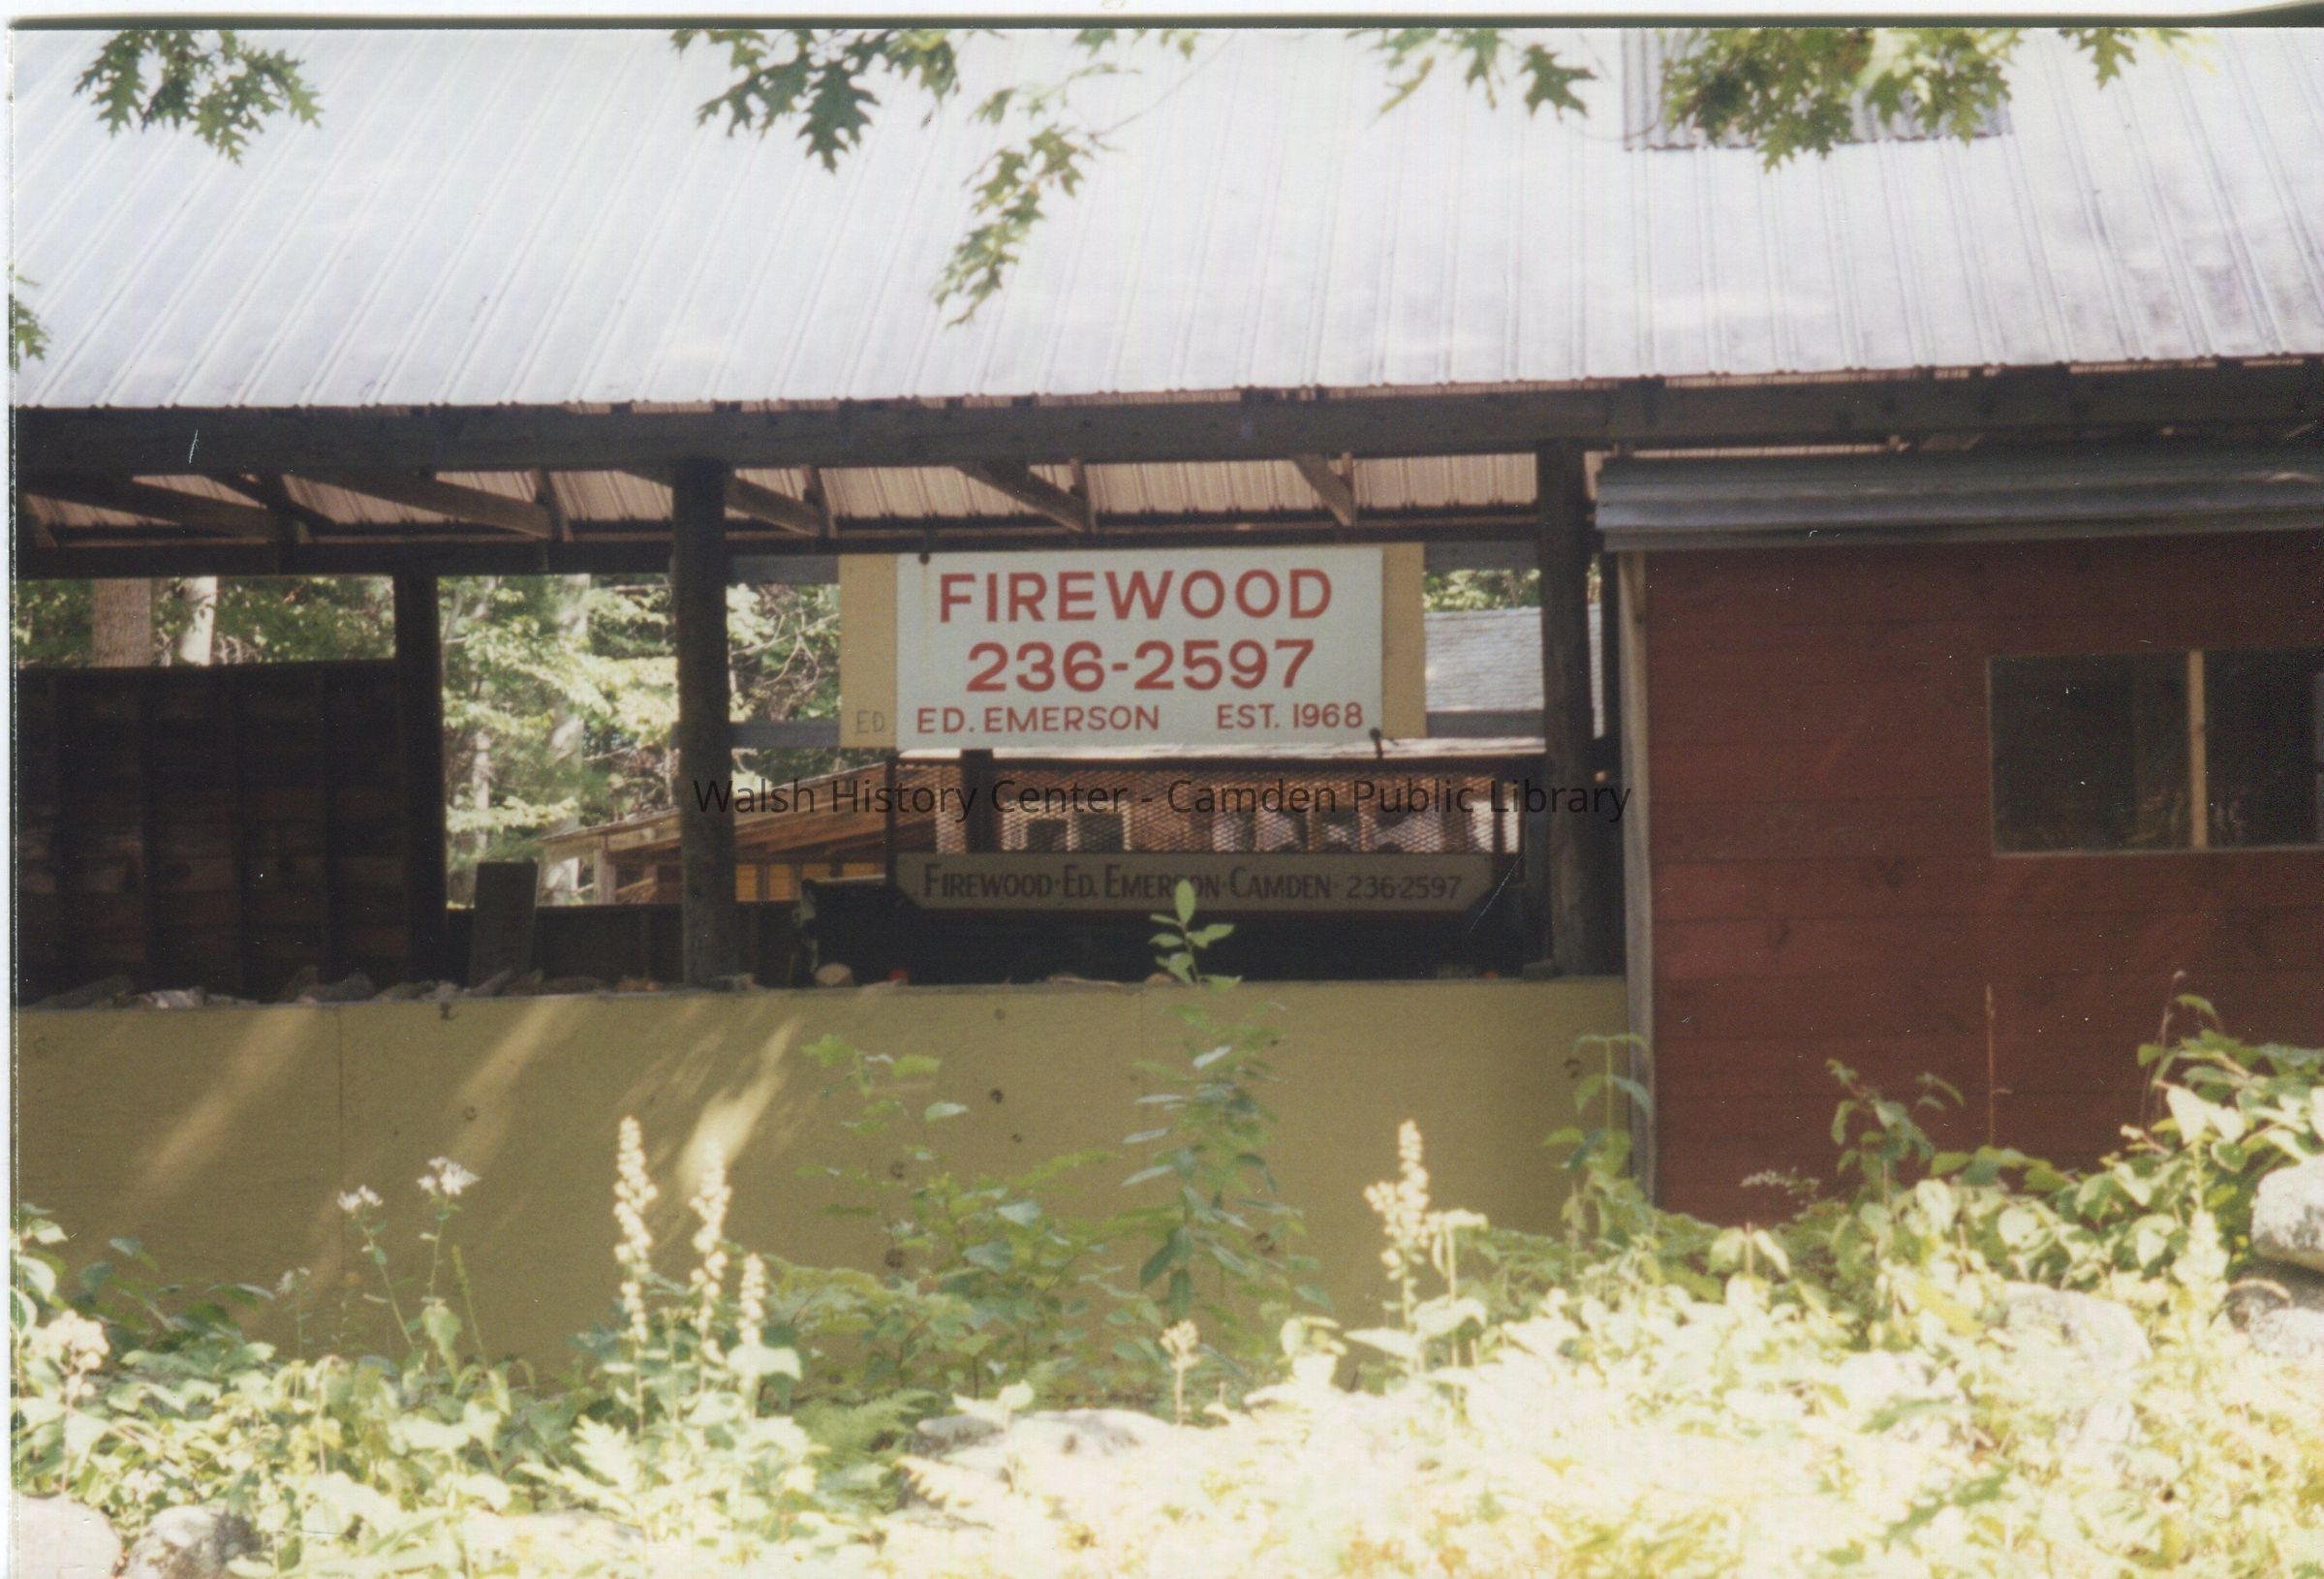 FIREWOOD
236-2597
ED
ED. EMERSON EST. 1968
Walsh History Center - Camden Public Library
FIREWOOD·ED. EMERSON·CAMDEN· 236·2597